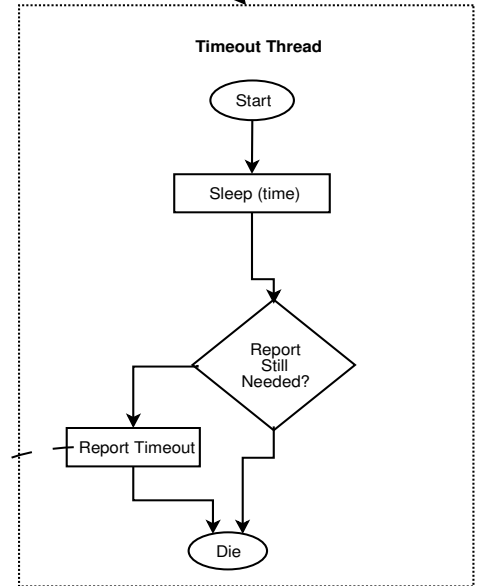 Timeout Thread
Start
Sleep (time)
Report
Still
Needed?
Report Timeout
Die